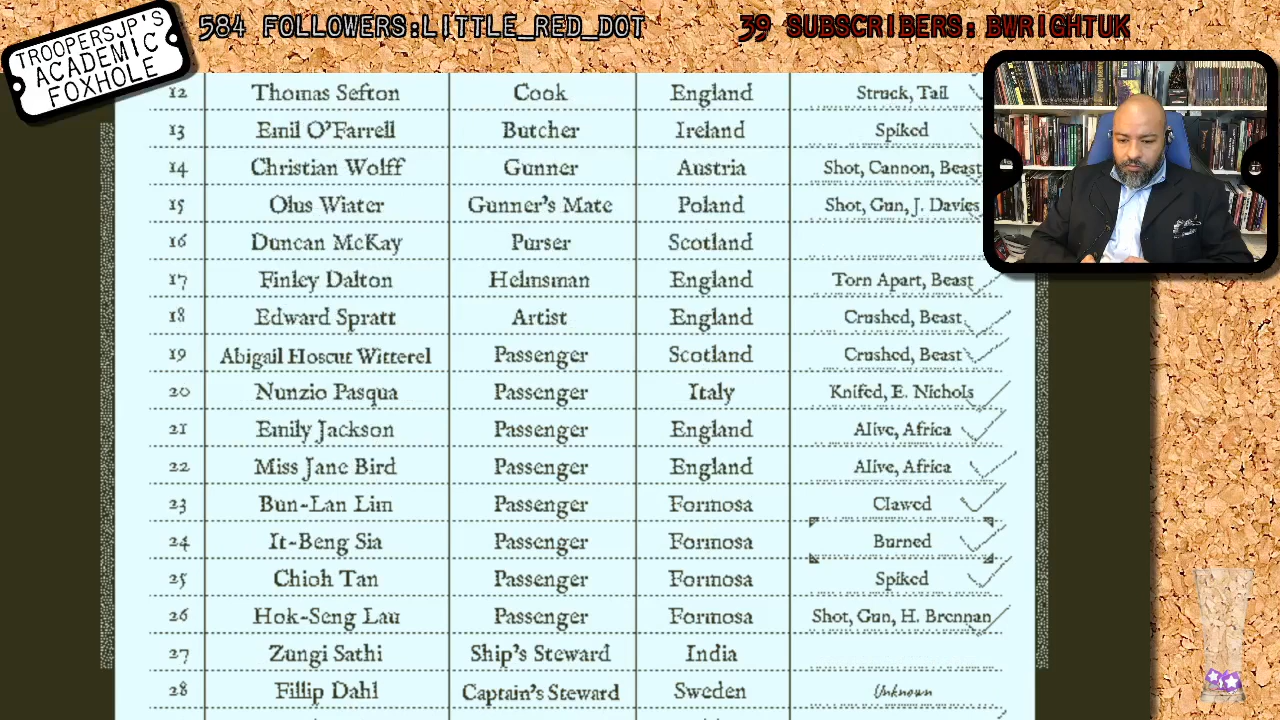 TROOPERSJP'S
ACADEMIC
FOXHOLE
584 FOLLOWERS:LITTLE_RED_DOT
39 SUBSCRIBERS: BWRIGHTUK
12 Thomas Sefton Cook England Struck, Tail
13 Emil O'Farrell Butcher Ireland Spiked
14 Christian Wolff Gunner Austria Shot, Cannon, Beast
15 Olus Wiater Gunner's Mate Poland Shot, Gun, J. Davies
16 Duncan McKay Purser Scotland
17 Finley Dalton Helmsman England Torn Apart, Beast
18 Edward Spratt Artist England Crushed, Beast
19 Abigail Hoscut Witterel Passenger Scotland Crushed, Beast
20 Nunzio Pasqua Passenger Italy Knifed, E. Nichols
21 Emily Jackson Passenger England Alive, Africa
22 Miss Jane Bird Passenger England Alive, Africa
23 Bun-Lan Lim Passenger Formosa Clawed
24 It-Beng Sia Passenger Formosa Burned
25 Chioh Tan Passenger Formosa Spiked
26 Hok-Seng Lau Passenger Formosa Shot, Gun, H. Brennan
27 Zungi Sathi Ship's Steward India
28 Fillip Dahl Captain's Steward Sweden Unknown